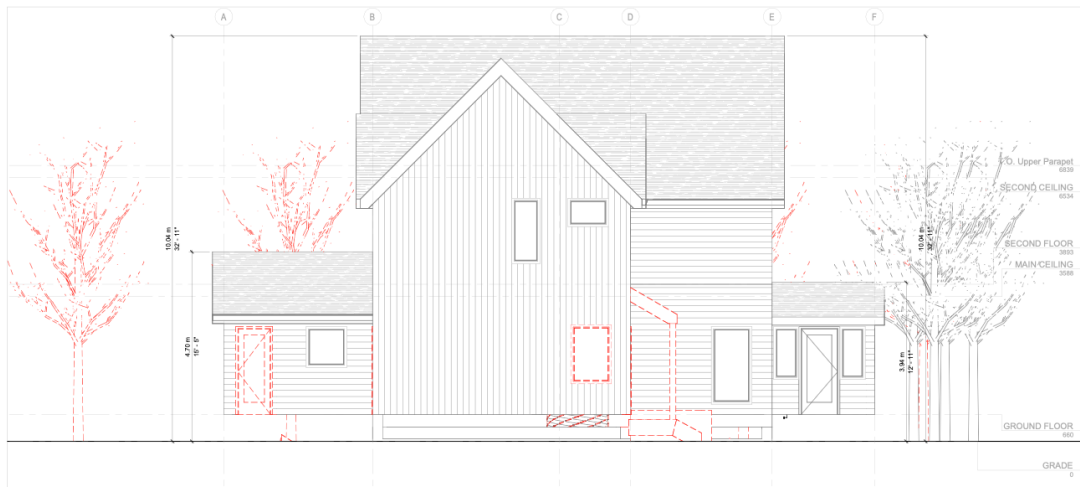 A
B
C
D
E
F
O. Upper Parapet
6839
SECOND CEILING
6534
10.04 m
32' - 11"
10.04 m
32' - 11"
SECOND FLOOR
3893
MAIN CEILING
3588
4.70 m
15' - 5"
3.94 m
12' - 11"
GROUND FLOOR
660
GRADE
0